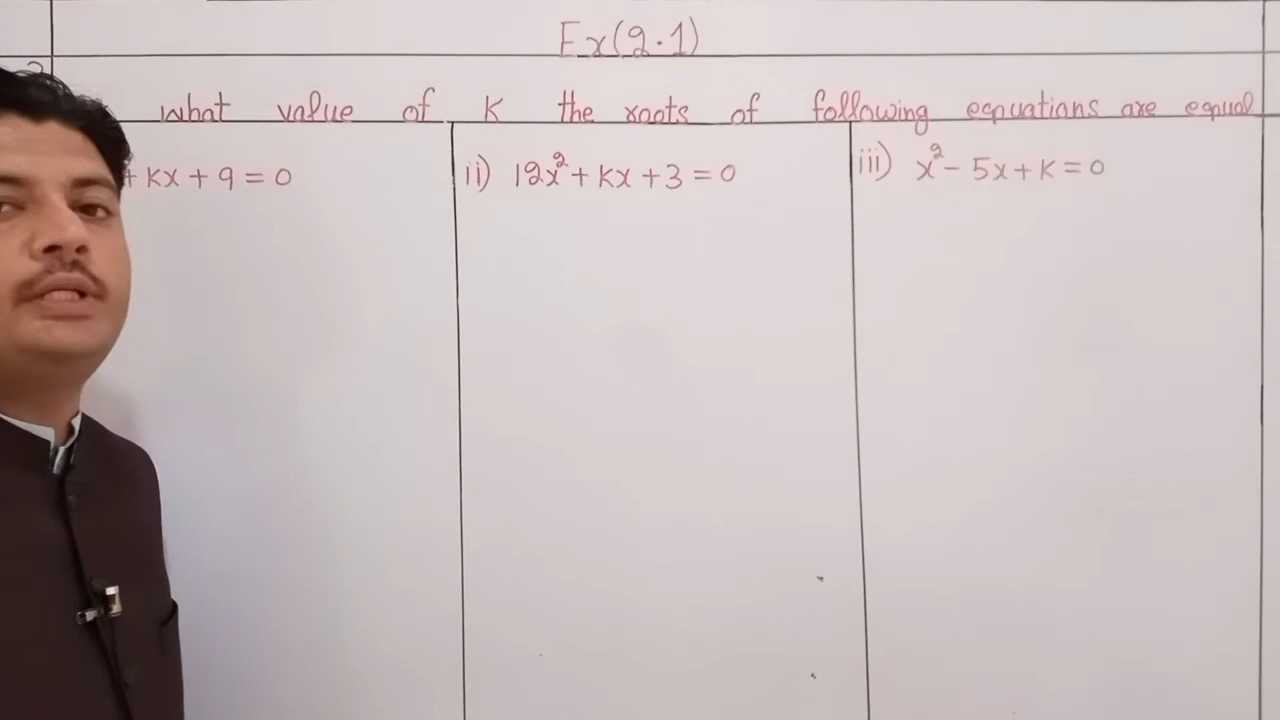 Ex(2.1)
what value of K the roots of following equations are equal
+ Kx + 9 = 0
ii) 12x² + Kx + 3 = 0
iii) x² - 5x + K = 0